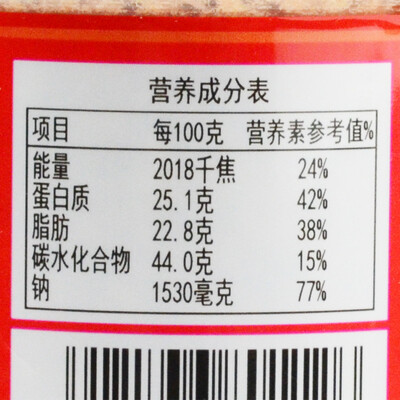 营养成分表
项目 每100克 营养素参考值%
能量 2018千焦 24%
蛋白质 25.1克 42%
脂肪 22.8克 38%
碳水化合物 44.0克 15%
钠 1530毫克 77%